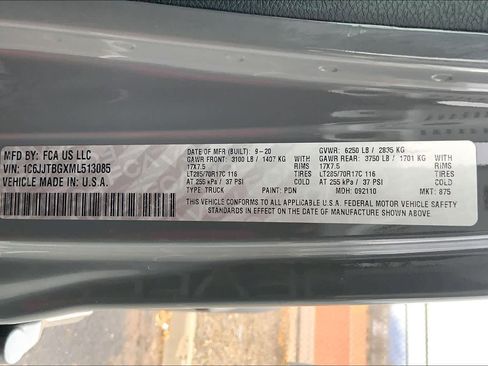 MFD BY: FCA US LLC
VIN: 1C6JJTBGXML513085
VEHICLE MADE IN: U.S.A.
DATE OF MFR (BUILT): 9-20 GVWR: 6250 LB / 2835 KG
GAWR FRONT: 3100 LB / 1407 KG GAWR REAR: 3750 LB / 1701 KG
17X7.5 RIMS 17X7.5 RIMS
LT285/70R17C 116 TIRES LT285/70R17C 116 TIRES
AT 255 kPa / 37 PSI COLD AT 255 kPa / 37 PSI COLD
TYPE: TRUCK PAINT: PDN MDH: 092110 MKT: 875
THIS VEHICLE CONFORMS TO ALL APPLICABLE U.S.A. FEDERAL MOTOR VEHICLE SAFETY
STANDARDS IN EFFECT ON THE DATE OF MANUFACTURE SHOWN ABOVE.